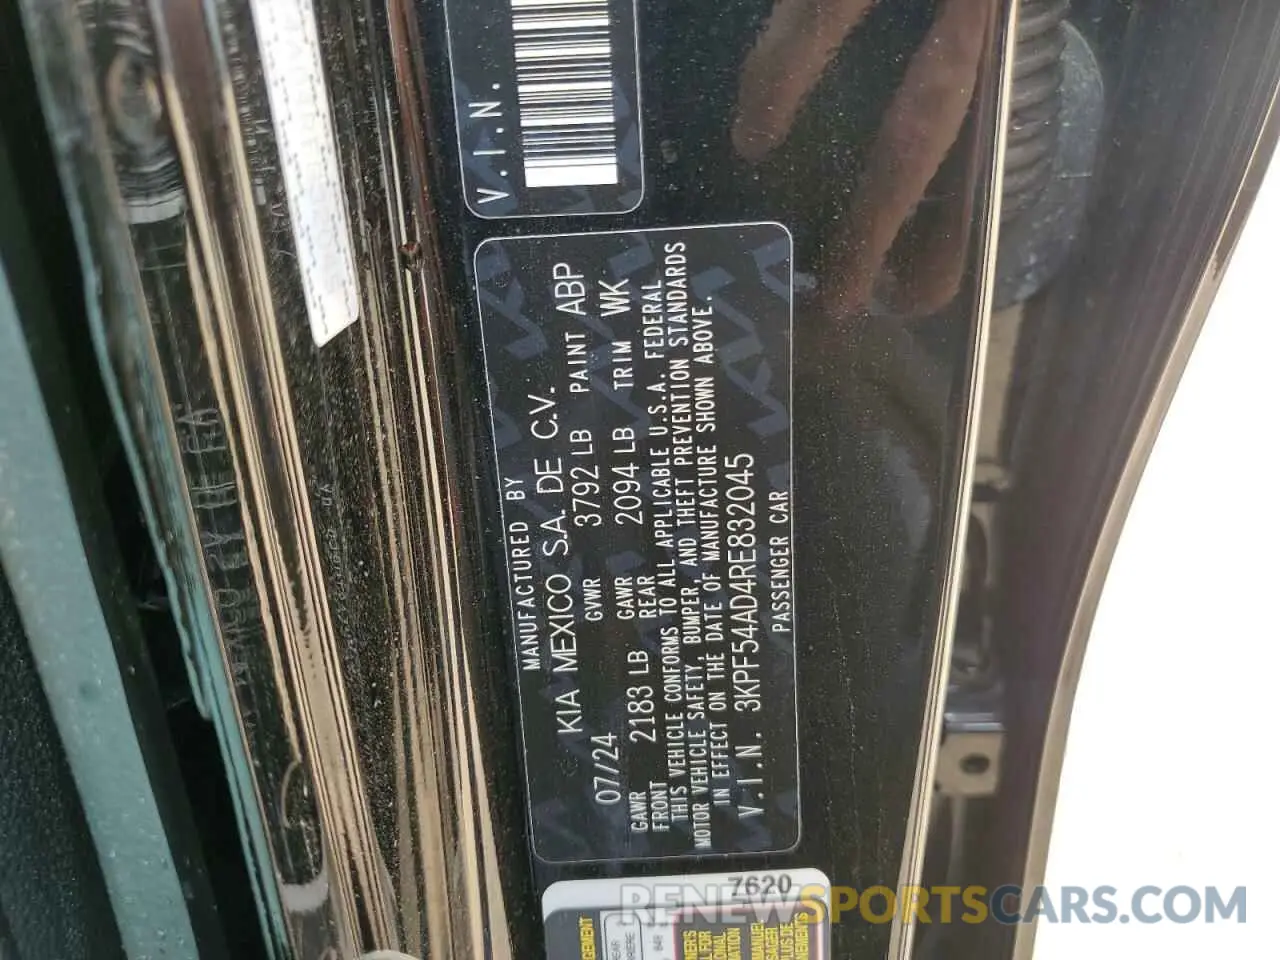 V.I.N.
MANUFACTURED BY
KIA MEXICO S.A. DE C.V.
07/24 GVWR 3792 LB PAINT ABP
GAWR FRONT 2183 LB GAWR REAR 2094 LB TRIM WK
THIS VEHICLE CONFORMS TO ALL APPLICABLE U.S.A. FEDERAL
MOTOR VEHICLE SAFETY, BUMPER, AND THEFT PREVENTION STANDARDS
IN EFFECT ON THE DATE OF MANUFACTURE SHOWN ABOVE.
V.I.N. 3KPF54AD4RE832045
PASSENGER CAR
7620
RENEWSPORTSCARS.COM